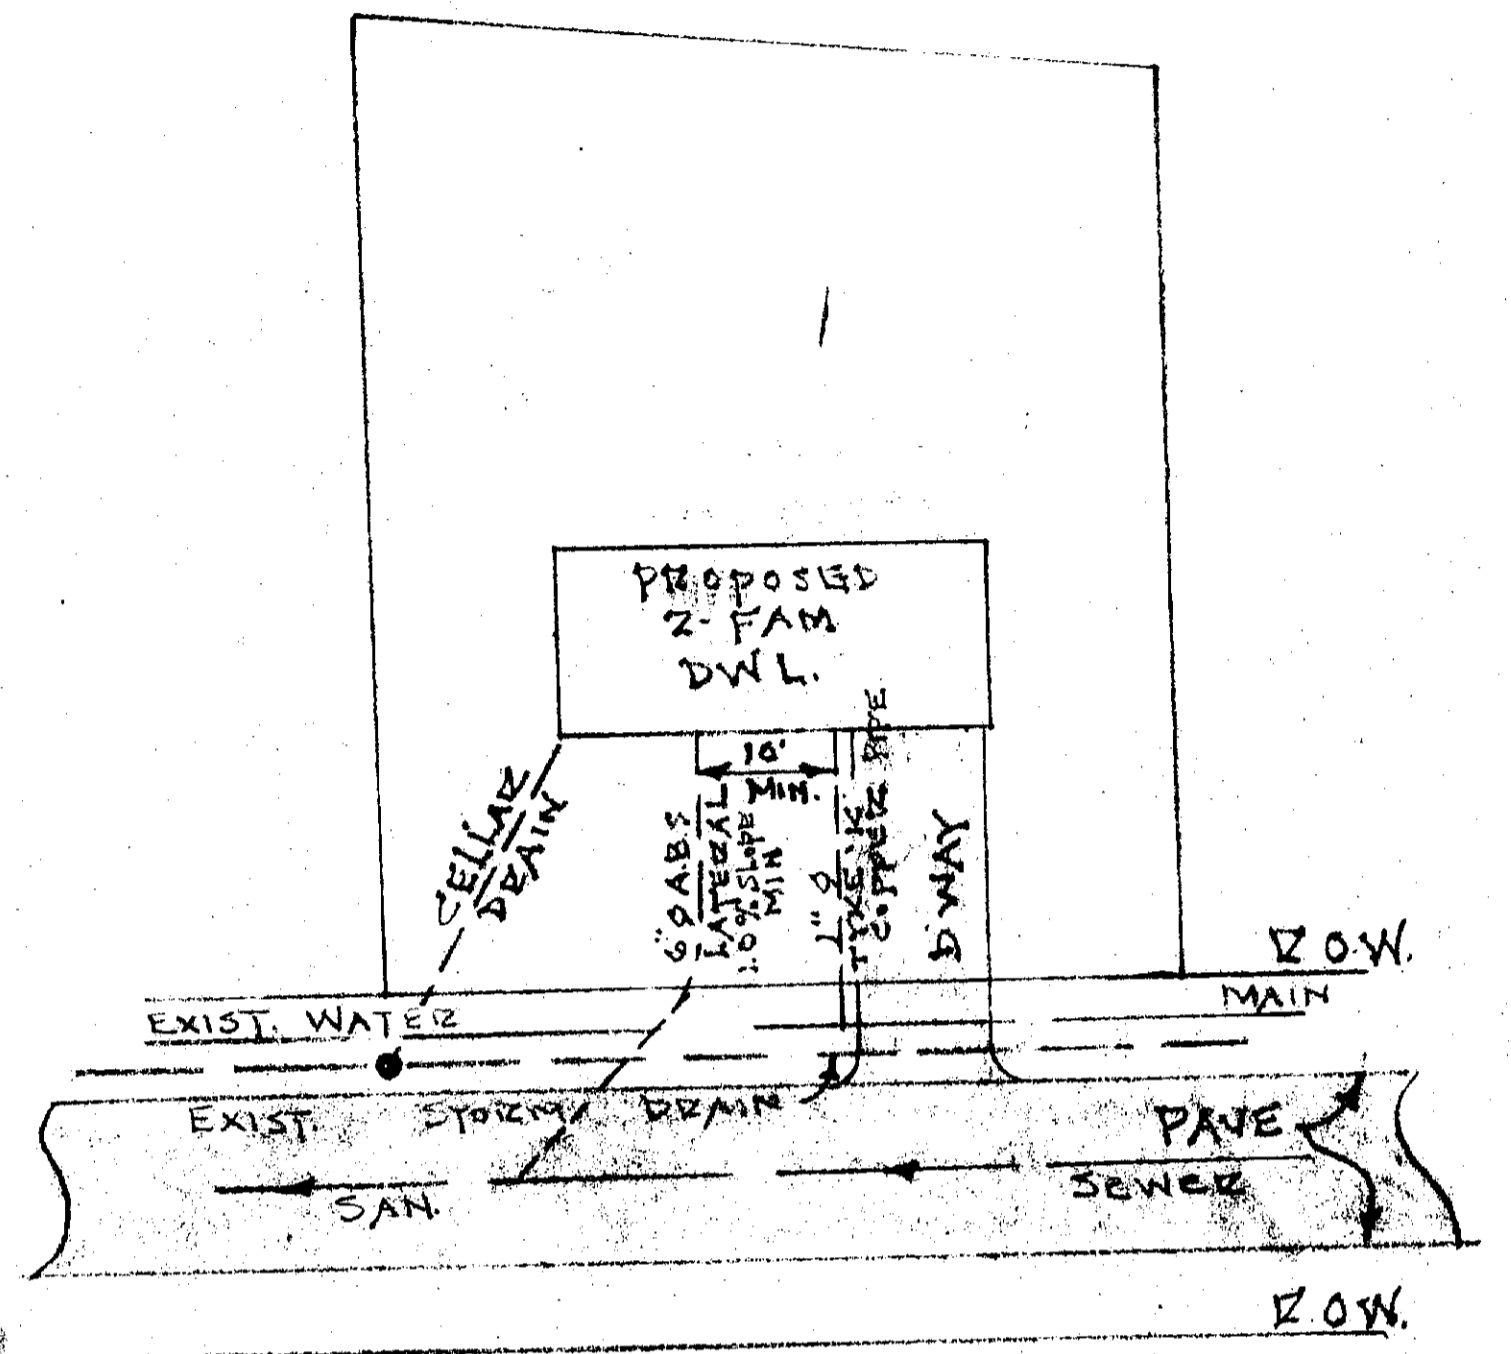 PROPOSED
2-FAM
DWL.
10'
MIN.
CELLAR
DRAIN
6" Ø A.B.S
LATERAL
1.0% SLOPE
MIN
1" Ø
TYPE 'K'
COPPER PIPE
D'WAY
R.O.W.
EXIST. WATER MAIN
EXIST. STORM DRAIN
PAVE
SAN. SEWER
R.O.W.